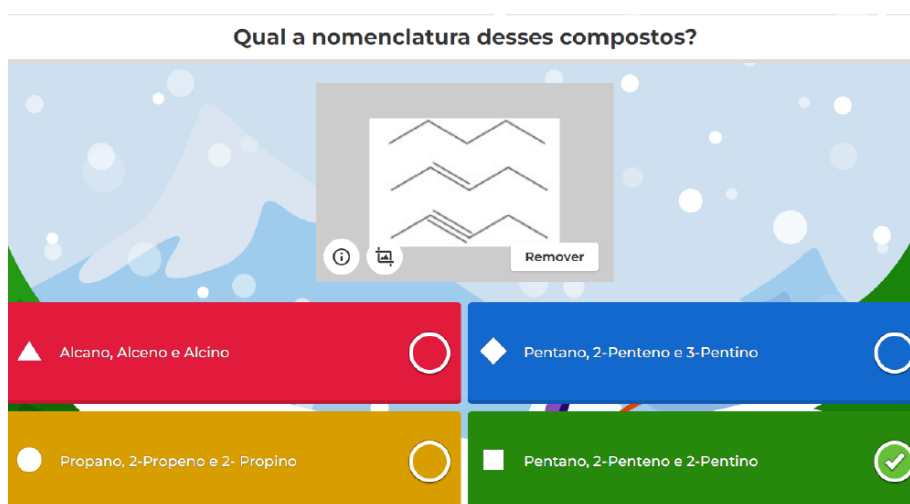 Qual a nomenclatura desses compostos?
Remover
Alcano, Alceno e Alcino
Pentano, 2-Penteno e 3-Pentino
Propano, 2-Propeno e 2- Propino
Pentano, 2-Penteno e 2-Pentino